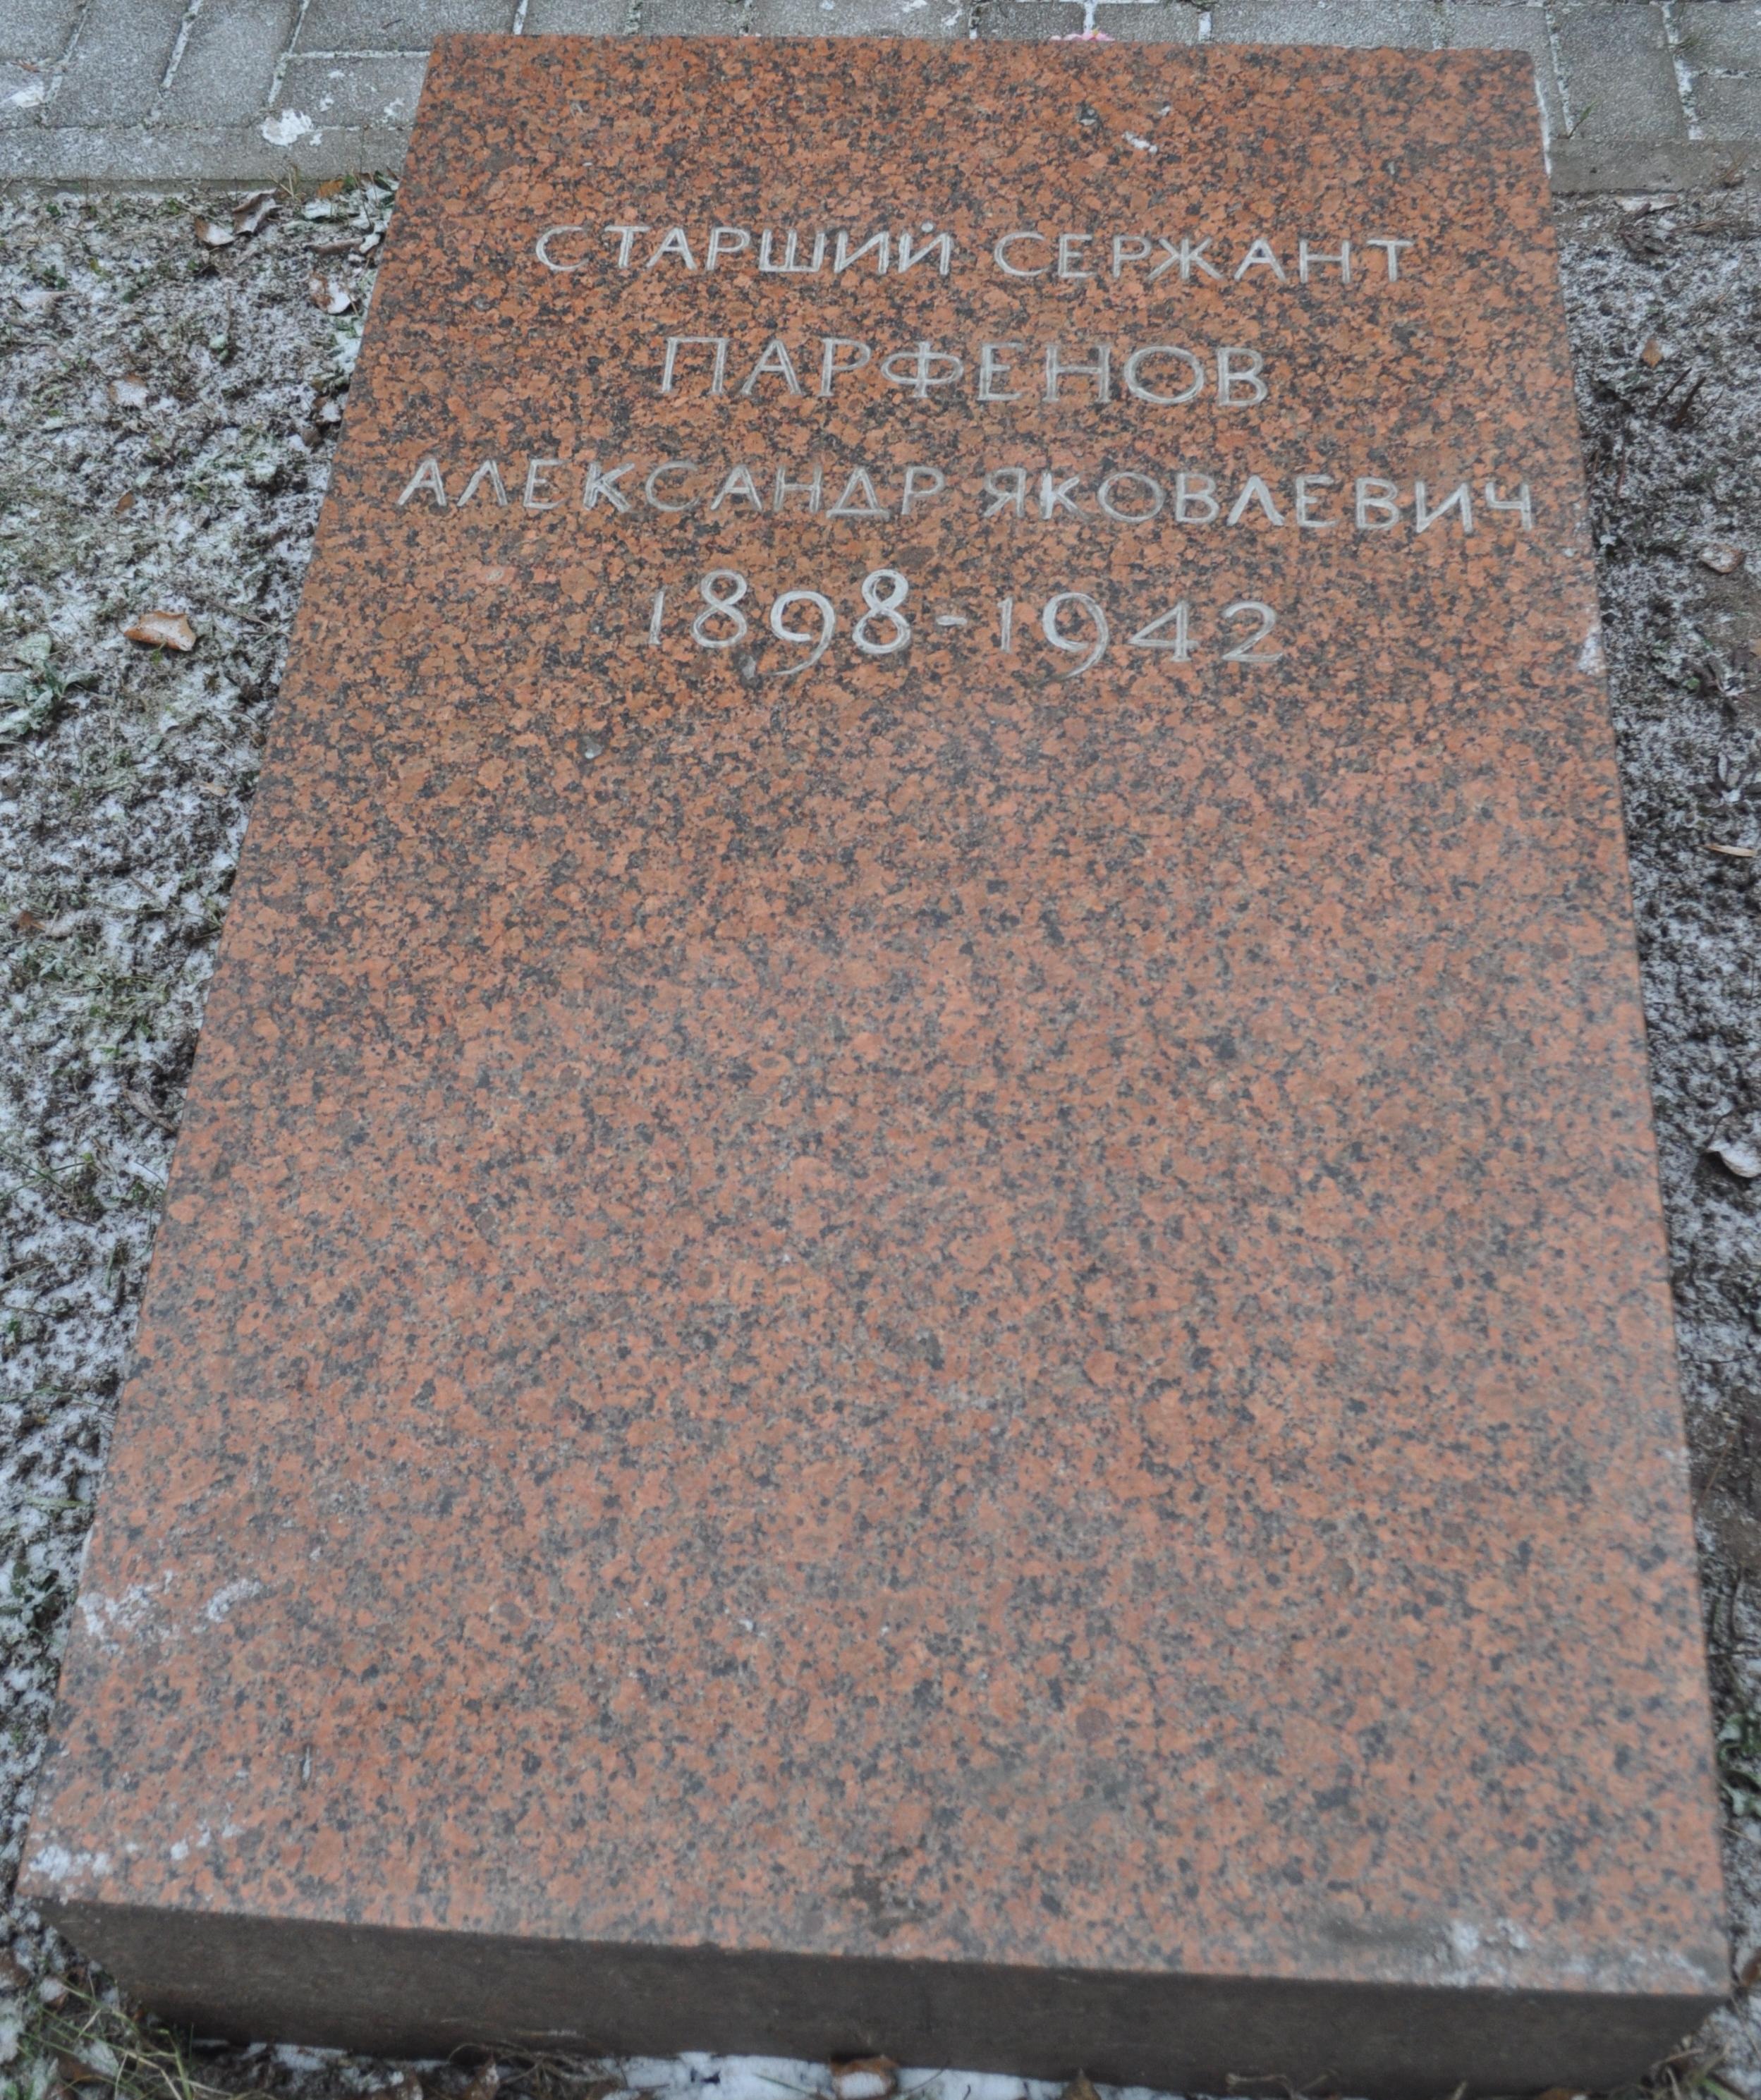 СТАРШИЙ СЕРЖАНТ
ПАРФЕНОВ
АЛЕКСАНДР ЯКОВЛЕВИЧ
1898-1942